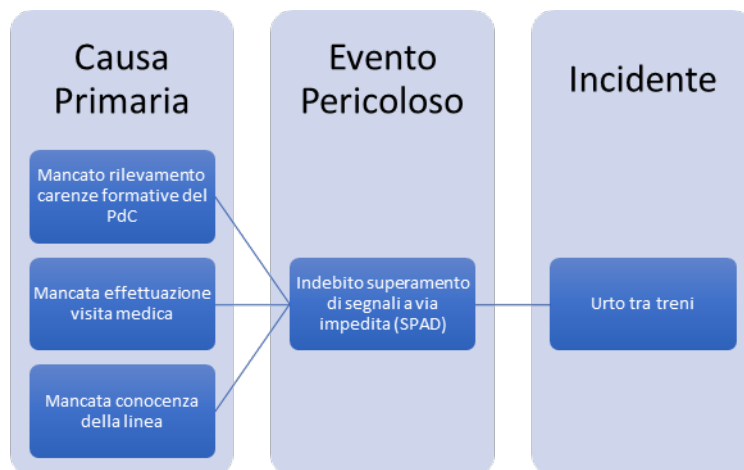 Causa
Primaria
Mancato rilevamento
carenze formative del
PdC
Mancata effettuazione
visita medica
Mancata conocenza
della linea
Evento
Pericoloso
Indebito superamento
di segnali a via
impedita (SPAD)
Incidente
Urto tra treni